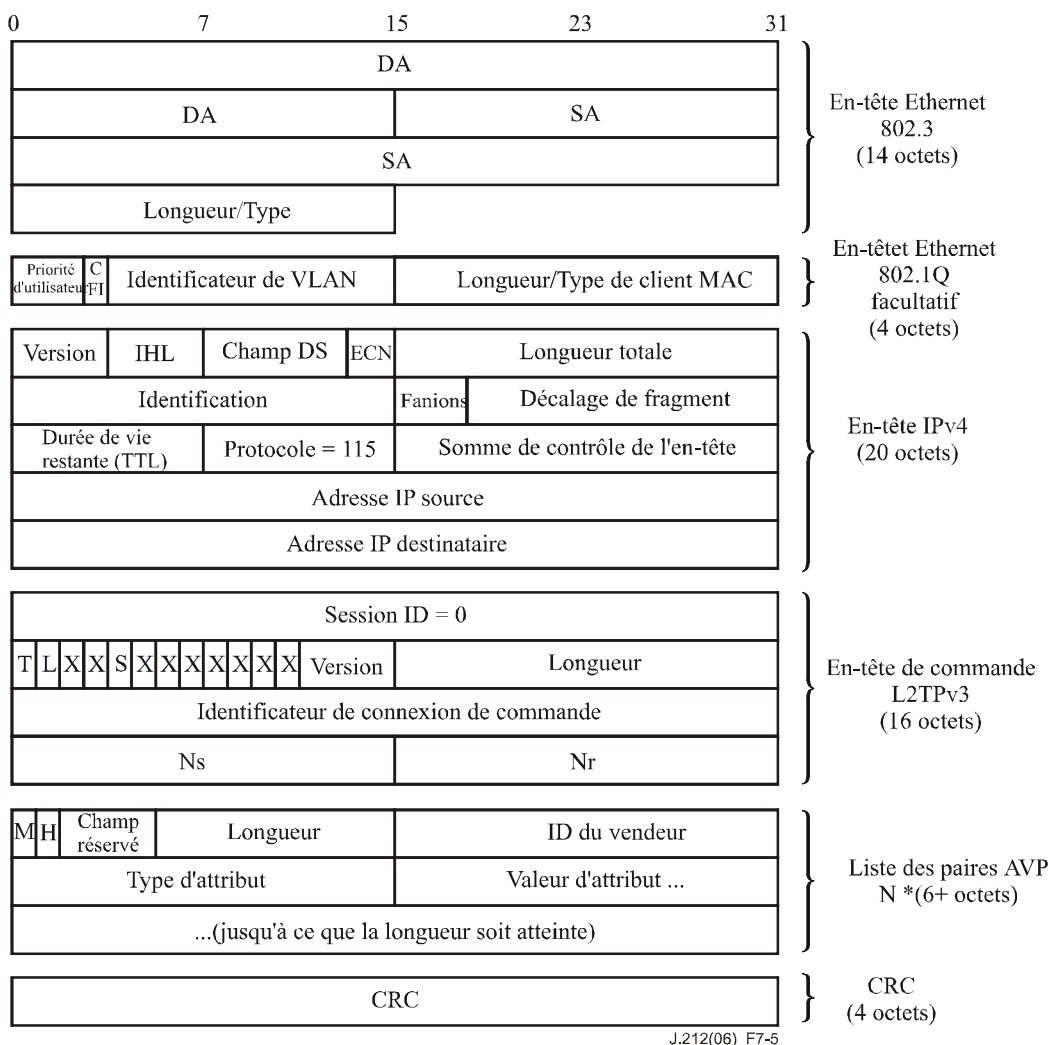 0 7 15 23 31
DA
DA SA
SA
Longueur/Type
En-tête Ethernet
802.3
(14 octets)
Priorité
d'utilisateur
C
FI
Identificateur de VLAN
Longueur/Type de client MAC
En-têtet Ethernet
802.1Q
facultatif
(4 octets)
Version IHL Champ DS ECN Longueur totale
Identification Fanions Décalage de fragment
Durée de vie
restante (TTL)
Protocole = 115
Somme de contrôle de l'en-tête
Adresse IP source
Adresse IP destinataire
En-tête IPv4
(20 octets)
Session ID = 0
T L X X S X X X X X X X Version Longueur
Identificateur de connexion de commande
Ns Nr
En-tête de commande
L2TPv3
(16 octets)
M H
Champ
réservé
Longueur
ID du vendeur
Type d'attribut Valeur d'attribut ...
...(jusqu'à ce que la longueur soit atteinte)
Liste des paires AVP
N *(6+ octets)
CRC
CRC
(4 octets)
J.212(06)_F7-5